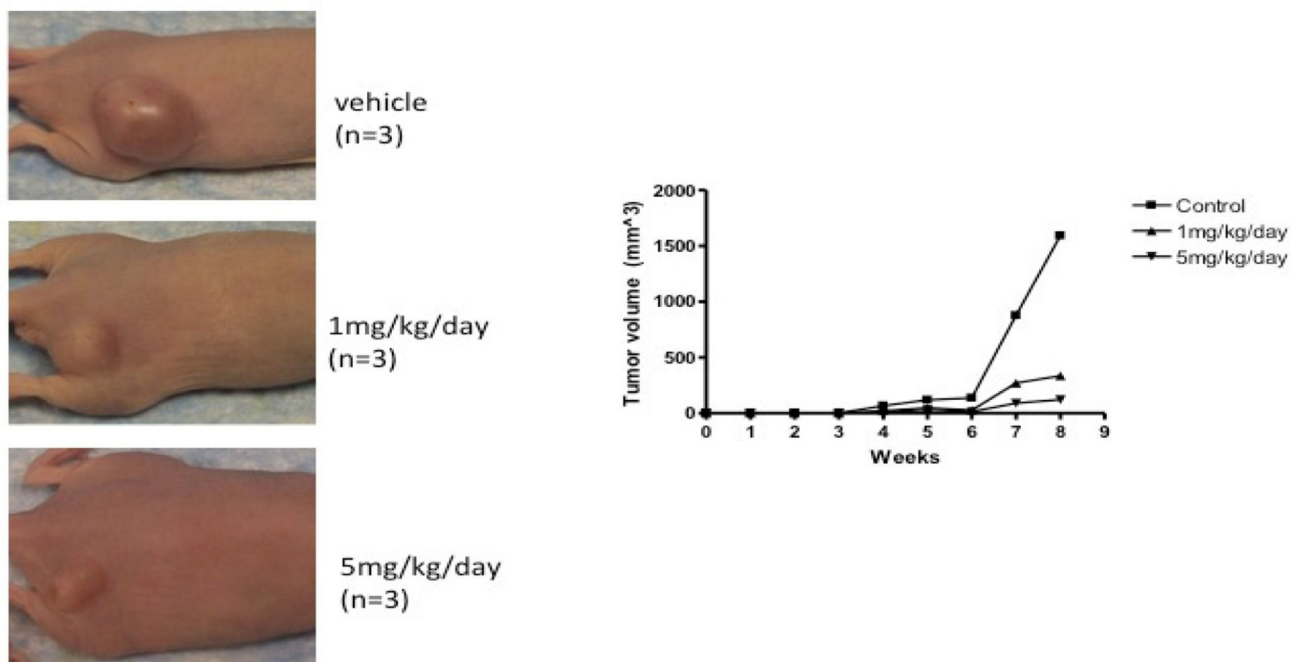 vehicle
(n=3)
1mg/kg/day
(n=3)
5mg/kg/day
(n=3)
Tumor volume (mm^3)
2000
1500
1000
500
0
0 1 2 3 4 5 6 7 8 9
Weeks
Control
1mg/kg/day
5mg/kg/day